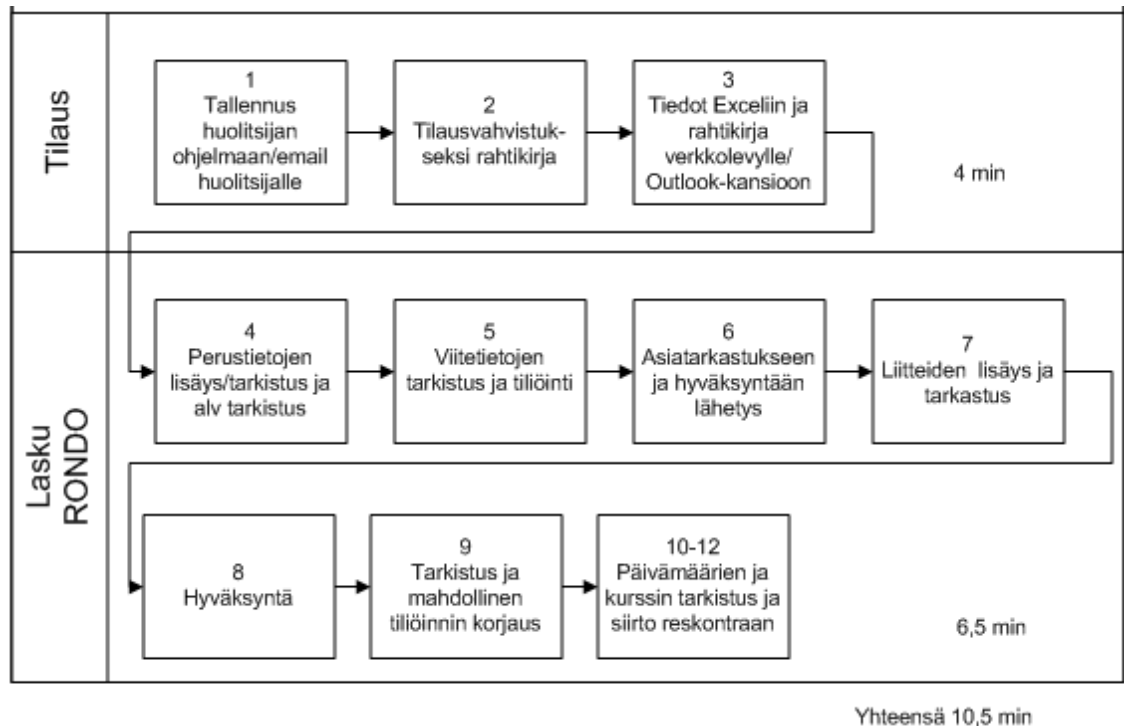 Tilaus
1
Tallennus
huolitsijan
ohjelmaan/email
huolitsijalle
2
Tilausvahvistuk-
seksi rahtikirja
3
Tiedot Exceliin ja
rahtikirja
verkkolevylle/
Outlook-kansioon
4 min
Lasku
RONDO
4
Perustietojen
lisäys/tarkistus ja
alv tarkistus
5
Viitetietojen
tarkistus ja tiliöinti
6
Asiatarkastukseen
ja hyväksyntään
lähetys
7
Liitteiden lisäys ja
tarkastus
8
Hyväksyntä
9
Tarkistus ja
mahdollinen
tiliöinnin korjaus
10-12
Päivämäärien ja
kurssin tarkistus ja
siirto reskontraan
6,5 min
Yhteensä 10,5 min